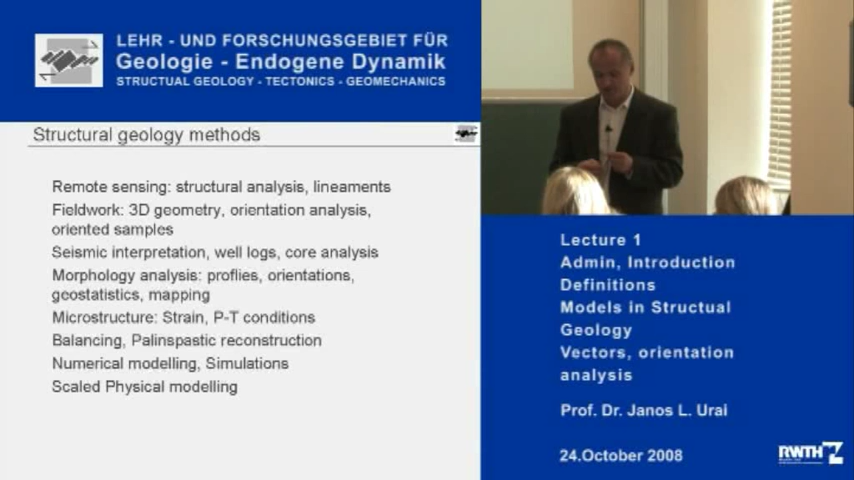 LEHR - UND FORSCHUNGSGEBIET FÜR
Geologie - Endogene Dynamik
STRUCTUAL GEOLOGY - TECTONICS - GEOMECHANICS
Structural geology methods
Remote sensing: structural analysis, lineaments
Fieldwork: 3D geometry, orientation analysis,
oriented samples
Seismic interpretation, well logs, core analysis
Morphology analysis: proflies, orientations,
geostatistics, mapping
Microstructure: Strain, P-T conditions
Balancing, Palinspastic reconstruction
Numerical modelling, Simulations
Scaled Physical modelling
Lecture 1
Admin, Introduction
Definitions
Models in Structual
Geology
Vectors, orientation
analysis
Prof. Dr. Janos L. Urai
24.October 2008
RWTH